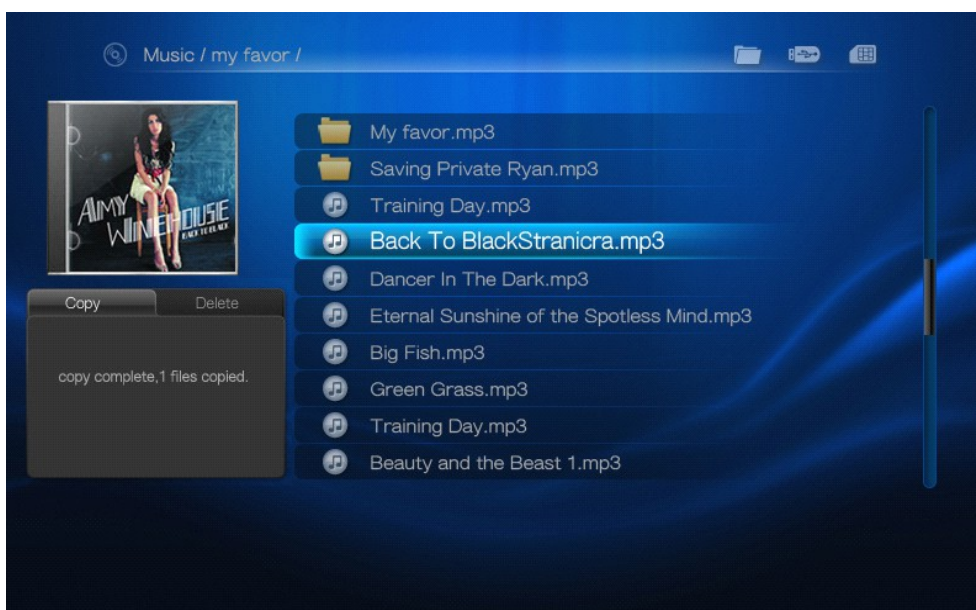 Music / my favor /
AMY
WINEHOUSE
BACK TO BLACK
Copy
Delete
copy complete,1 files copied.
My favor.mp3
Saving Private Ryan.mp3
Training Day.mp3
Back To BlackStranicra.mp3
Dancer In The Dark.mp3
Eternal Sunshine of the Spotless Mind.mp3
Big Fish.mp3
Green Grass.mp3
Training Day.mp3
Beauty and the Beast 1.mp3